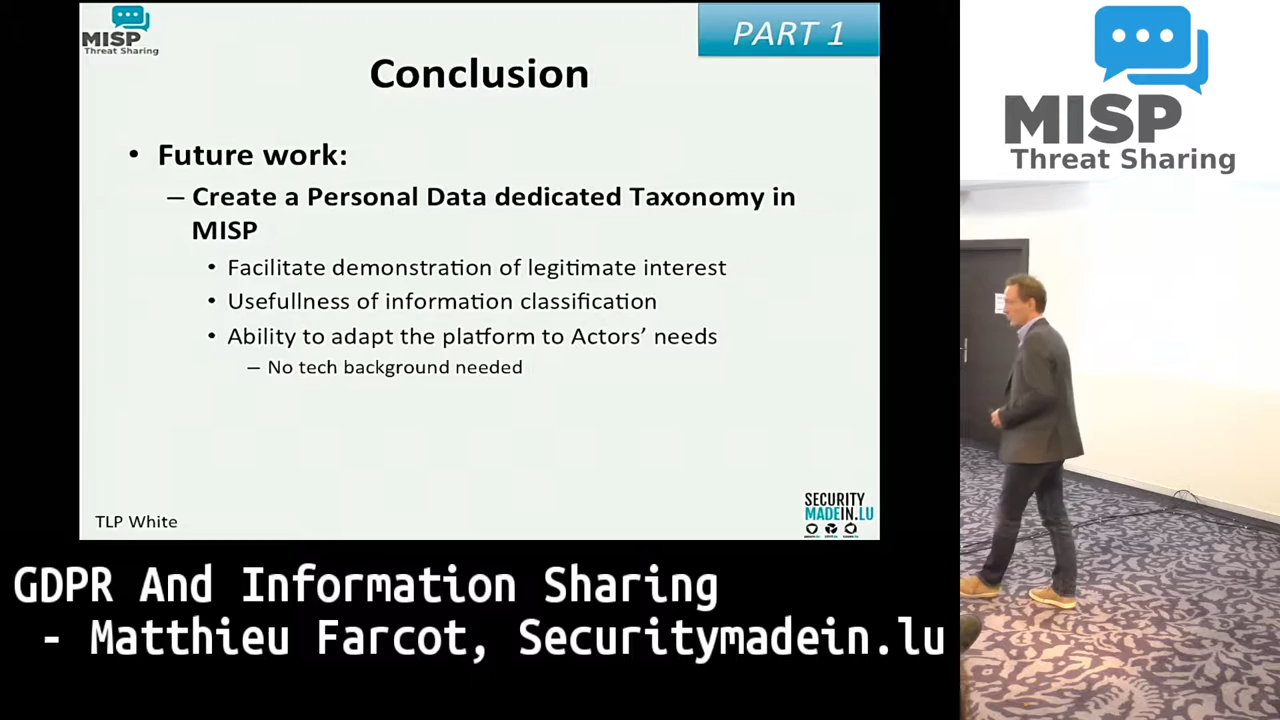 MISP
Threat Sharing
PART 1
Conclusion
• Future work:
– Create a Personal Data dedicated Taxonomy in
MISP
• Facilitate demonstration of legitimate interest
• Usefullness of information classification
• Ability to adapt the platform to Actors’ needs
– No tech background needed
TLP White
SECURITY
MADEIN.LU
GDPR And Information Sharing
- Matthieu Farcot, Securitymadein.lu
MISP
Threat Sharing